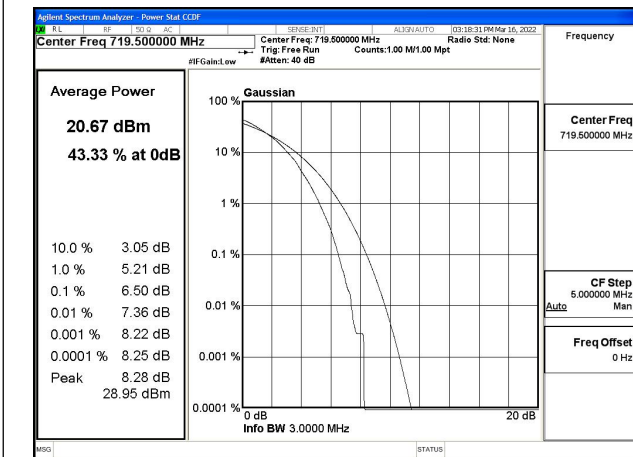 Agilent Spectrum Analyzer - Power Stat CCDF
RL RF 50 Ω AC SENSE:INT ALIGN AUTO 03:18:31 PM Mar 16, 2022
Center Freq 719.500000 MHz
Center Freq: 719.500000 MHz Radio Std: None
Trig: Free Run Counts:1.00 M/1.00 Mpt
#IFGain:Low #Atten: 40 dB
Frequency
Average Power
20.67 dBm
43.33 % at 0dB
10.0 % 3.05 dB
1.0 % 5.21 dB
0.1 % 6.50 dB
0.01 % 7.36 dB
0.001 % 8.22 dB
0.0001 % 8.25 dB
Peak 8.28 dB
28.95 dBm
Gaussian
100 %
10 %
1 %
0.1 %
0.01 %
0.001 %
0.0001 %
0 dB 20 dB
Info BW 3.0000 MHz
Center Freq
719.500000 MHz
CF Step
5.000000 MHz
Auto Man
Freq Offset
0 Hz
MSG STATUS